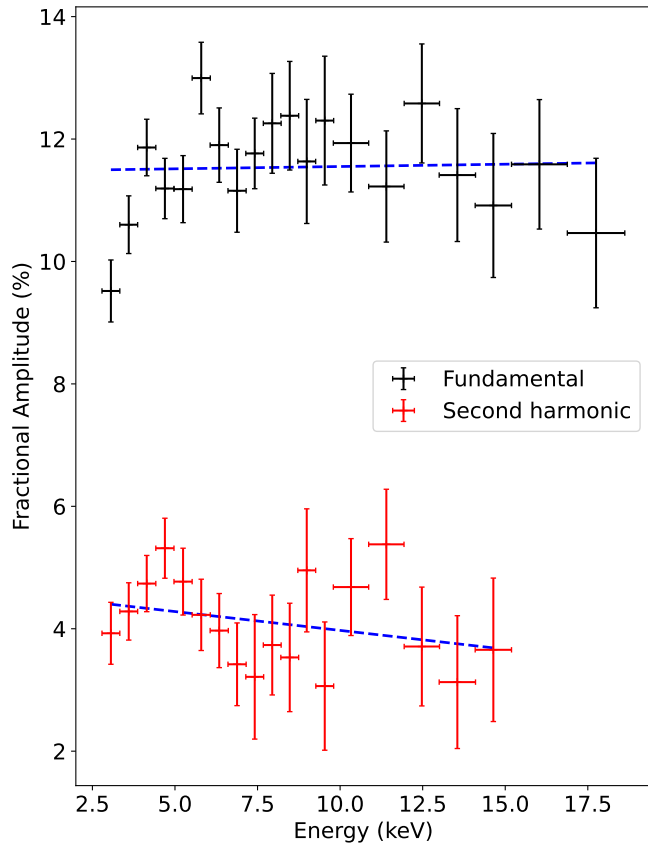 14
12
10
8
6
4
2
Fractional Amplitude (%)
Fundamental
Second harmonic
2.5 5.0 7.5 10.0 12.5 15.0 17.5
Energy (keV)